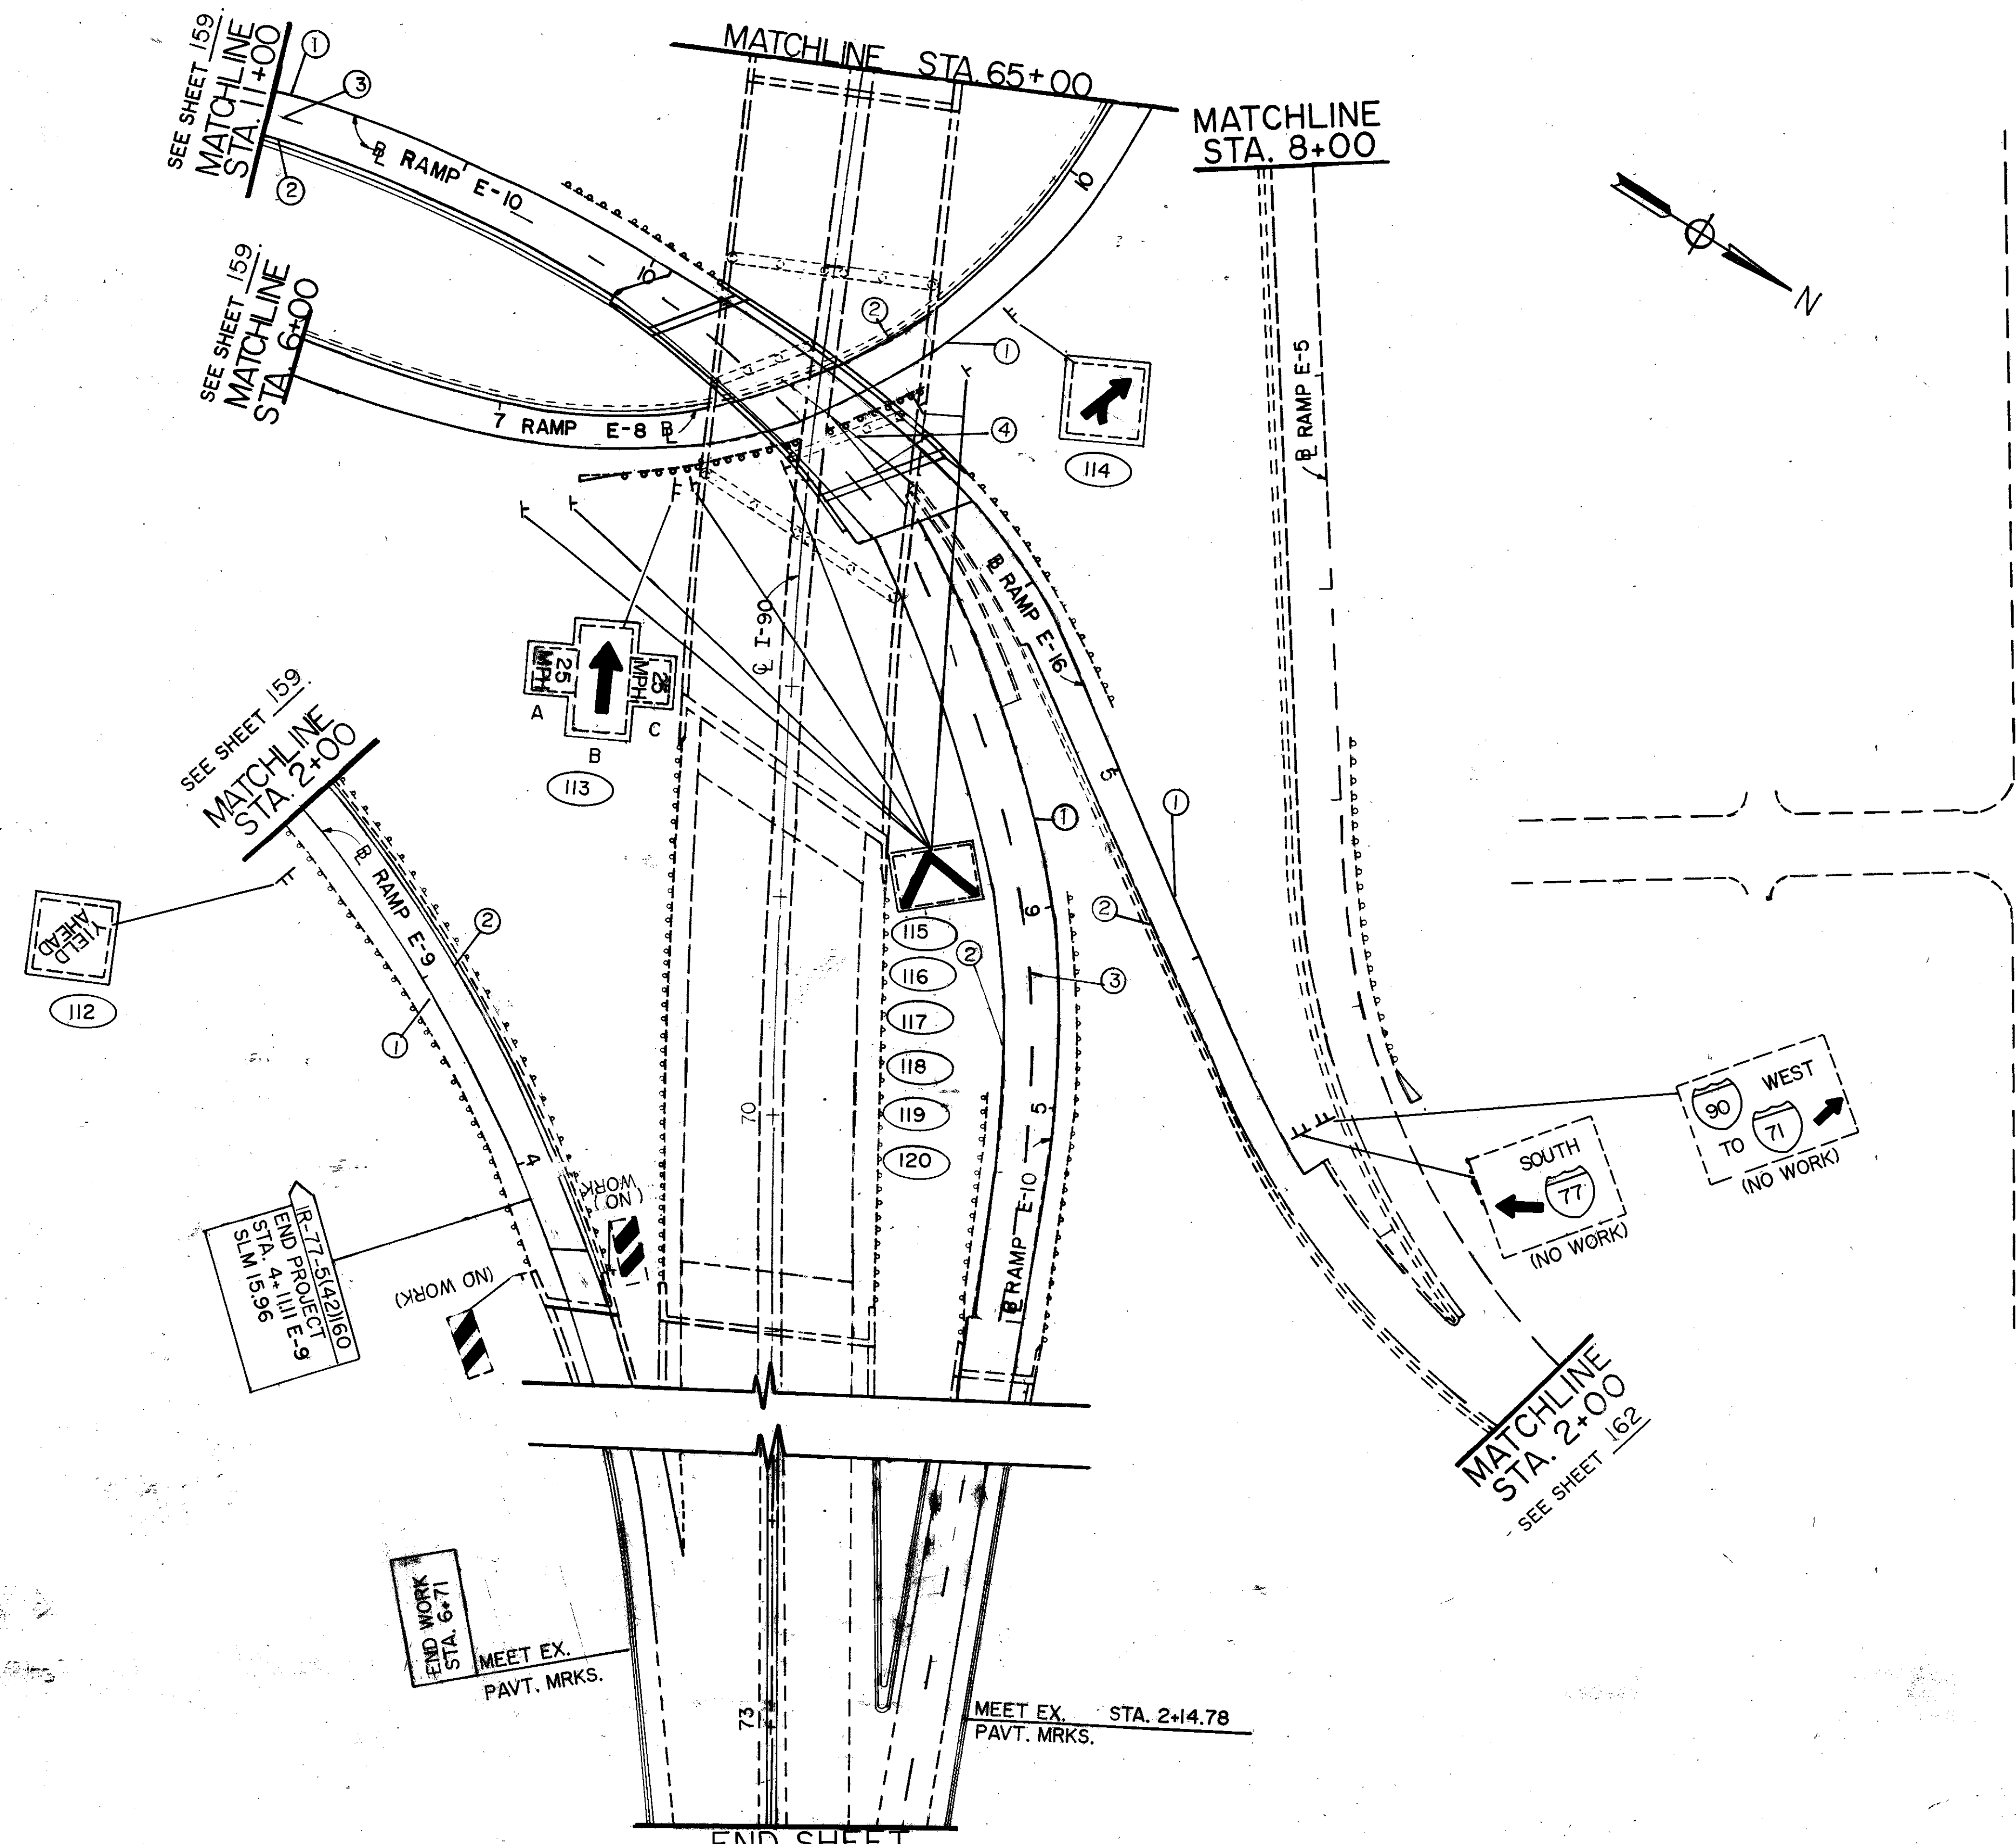 MATCHLINE STA. 65+00
SEE SHEET 159
MATCHLINE
STA. 11+00
1
3
2
℄ RAMP E-10
10
MATCHLINE
STA. 8+00
10
N
SEE SHEET 159
MATCHLINE
STA. 6+00
7 RAMP E-8 ℄
2
1
4
114
℄ RAMP E-5
℄ RAMP E-16
℄ I-90
25
MPH
25
MPH
A
B
C
113
SEE SHEET 159
MATCHLINE
STA. 2+00
℄ RAMP E-9
2
1
YIELD
AHEAD
112
5
1
1
2
6
3
2
115
116
117
118
119
120
70
5
℄ RAMP E-10
4
(NO
WORK)
(NO WORK)
IR-77-5(42)160
END PROJECT
STA. 4+11.11 E-9
SLM 15.96
90
WEST
TO
71
(NO WORK)
SOUTH
77
(NO WORK)
MATCHLINE
STA. 2+00
SEE SHEET 162
END WORK
STA. 6+71
MEET EX.
PAVT. MRKS.
73
MEET EX. STA. 2+14.78
PAVT. MRKS.
END SHEET